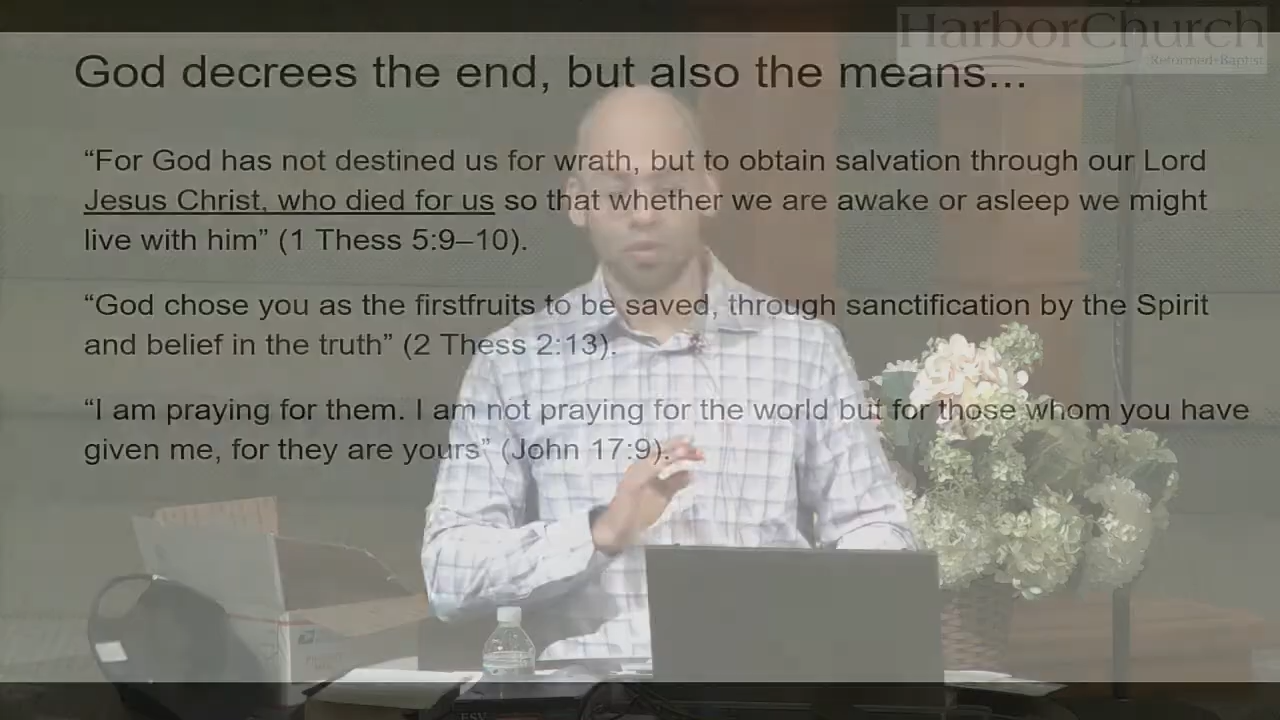 HarborChurch
Reformed•Baptist
God decrees the end, but also the means...
“For God has not destined us for wrath, but to obtain salvation through our Lord
Jesus Christ, who died for us so that whether we are awake or asleep we might
live with him” (1 Thess 5:9–10).
“God chose you as the firstfruits to be saved, through sanctification by the Spirit
and belief in the truth” (2 Thess 2:13).
“I am praying for them. I am not praying for the world but for those whom you have
given me, for they are yours” (John 17:9).
ESV